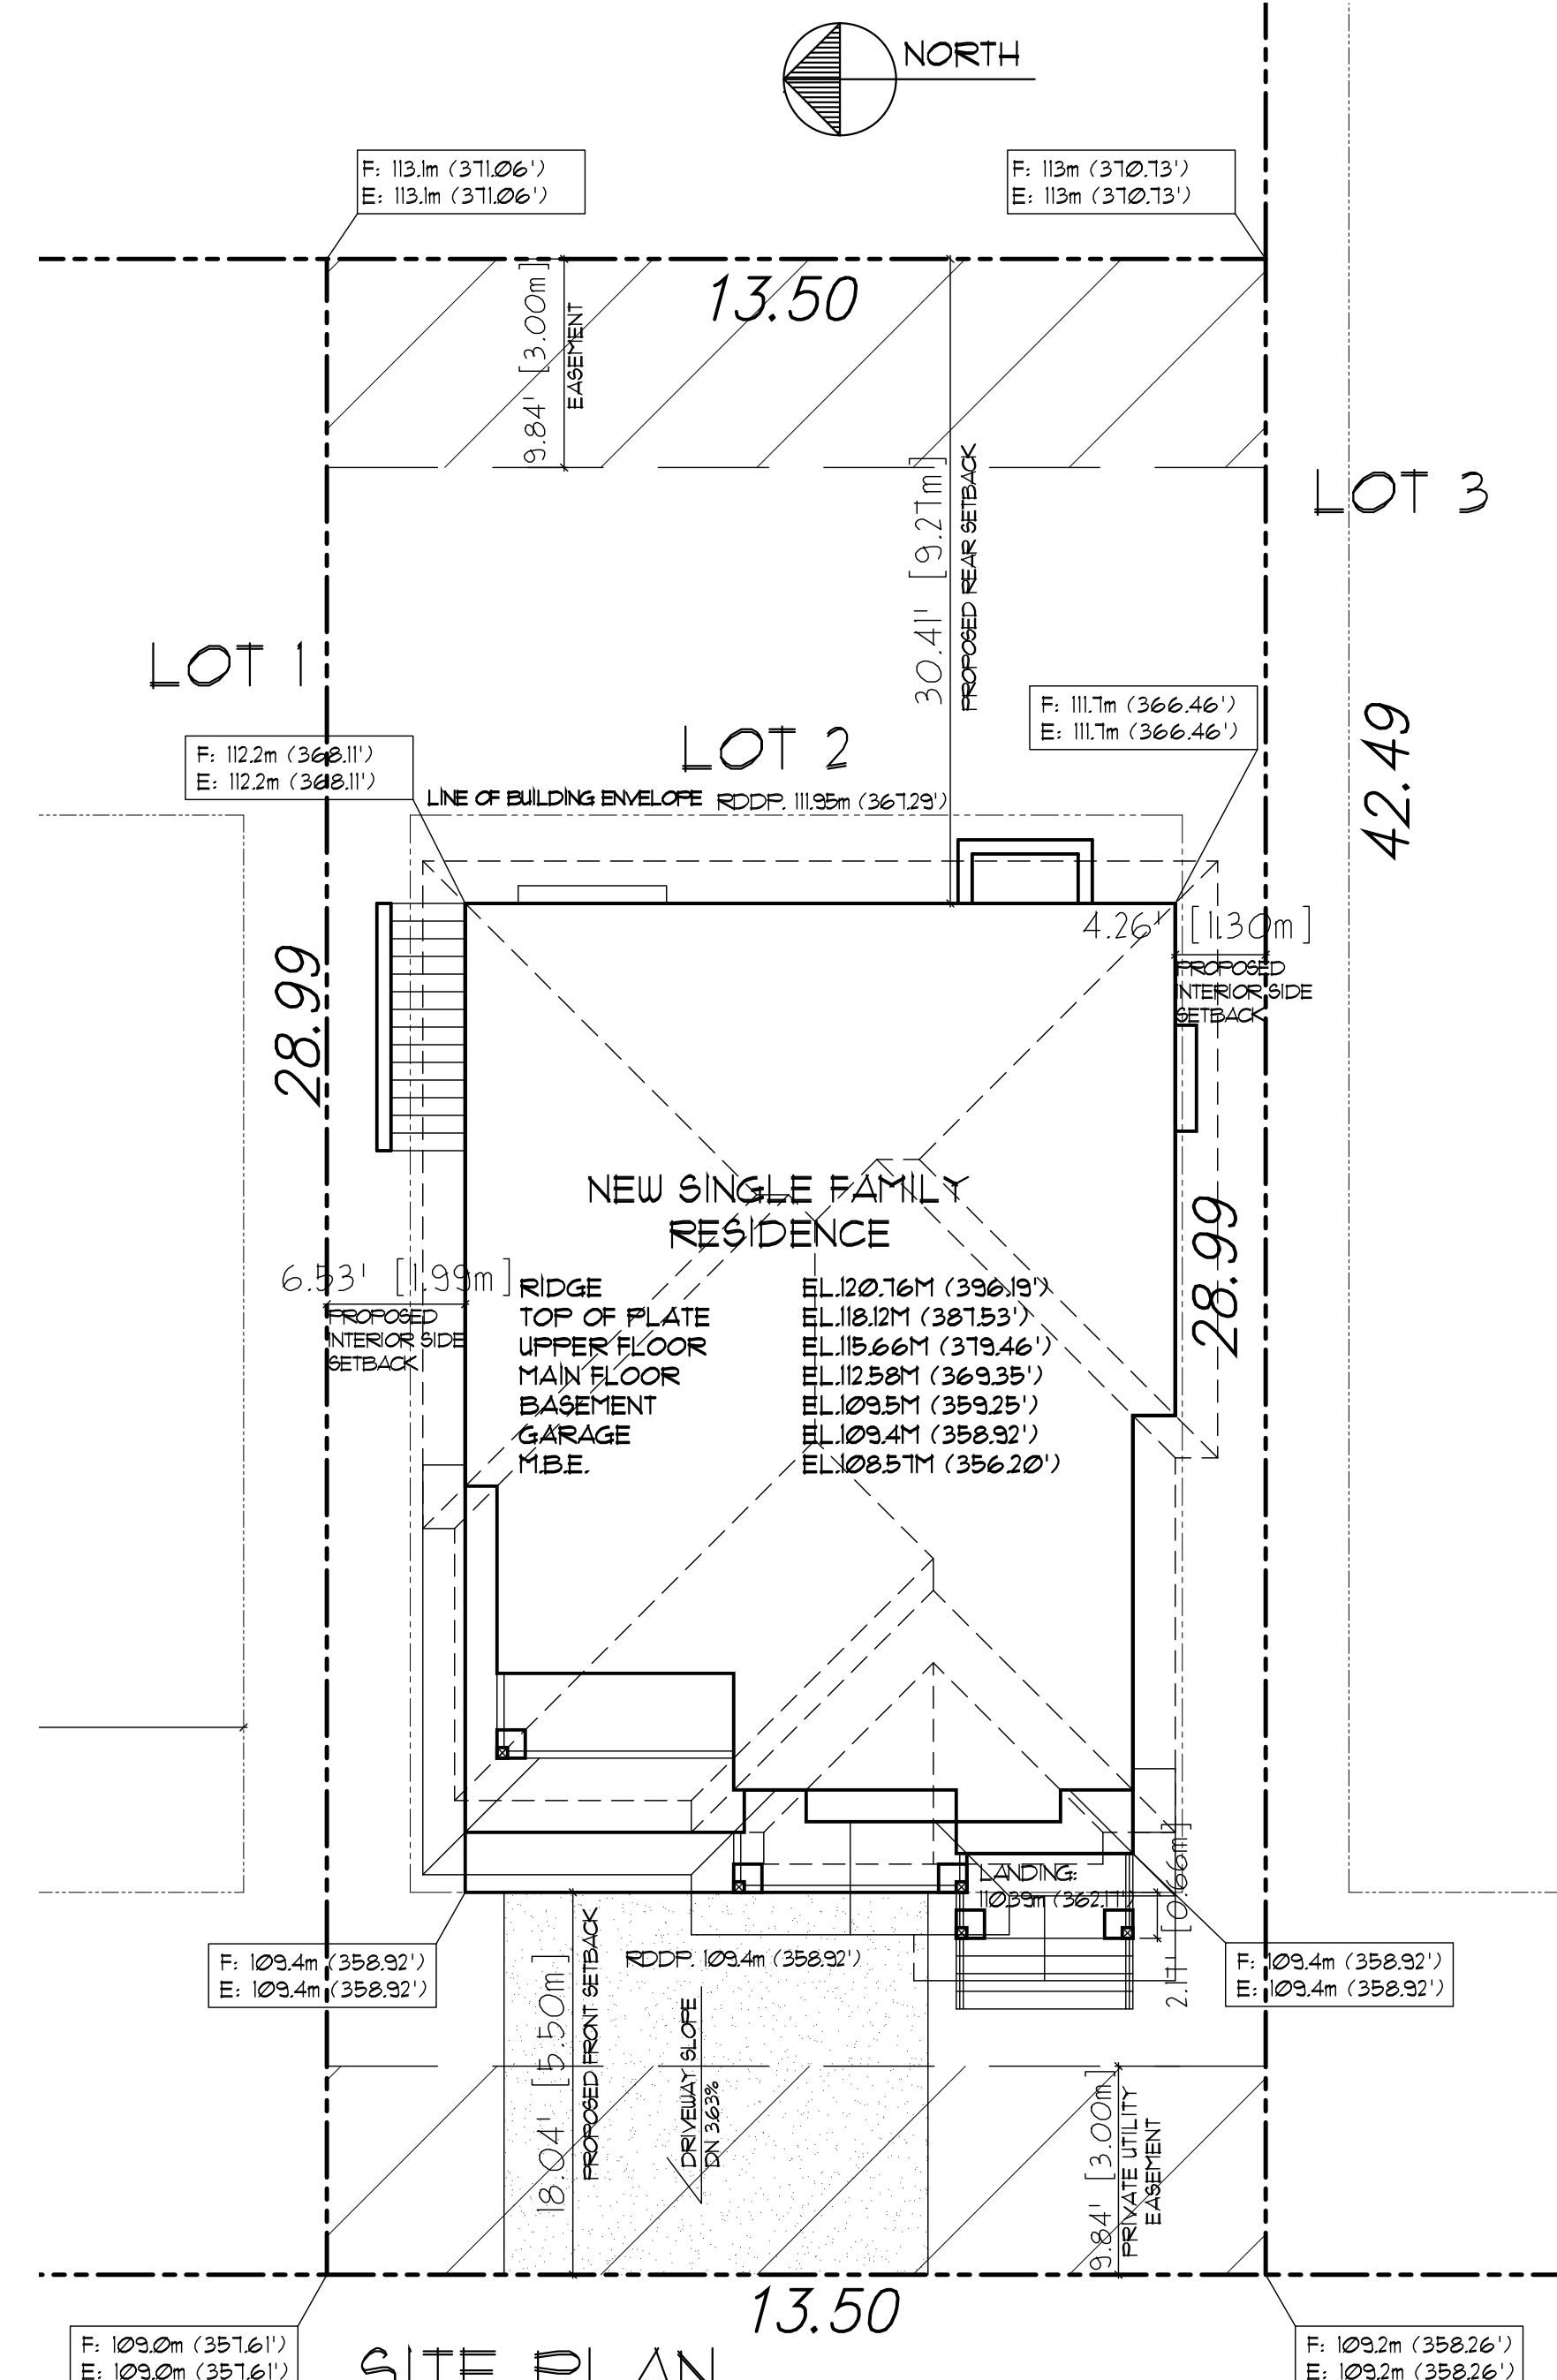 NORTH
F: 113.1m (371.06')
E: 113.1m (371.06')
F: 113m (370.73')
E: 113m (370.73')
13.50
9.84' [3.00m]
EASEMENT
30.41' [9.27m]
PROPOSED REAR SETBACK
LOT 3
LOT 1
LOT 2
F: 111.7m (366.46')
E: 111.7m (366.46')
F: 112.2m (368.11')
E: 112.2m (368.11')
42.49
LINE OF BUILDING ENVELOPE
RDDP. 111.95m (367.29')
4.26' [1.30m]
PROPOSED
INTERIOR SIDE
SETBACK
28.99
NEW SINGLE FAMILY
RESIDENCE
28.99
6.53' [1.99m]
PROPOSED
INTERIOR SIDE
SETBACK
RIDGE EL.120.76M (396.19')
TOP OF PLATE EL.118.12M (387.53')
UPPER FLOOR EL.115.66M (379.46')
MAIN FLOOR EL.112.58M (369.35')
BASEMENT EL.109.5M (359.25')
GARAGE EL.109.4M (358.92')
M.B.E. EL.108.57M (356.20')
LANDING:
110.39m (362.17')
2.17' [0.66m]
RDDP. 109.4m (358.92')
F: 109.4m (358.92')
E: 109.4m (358.92')
F: 109.4m (358.92')
E: 109.4m (358.92')
18.04' [5.50m]
PROPOSED FRONT SETBACK
DRIVEWAY SLOPE
DN 3.63%
9.84' [3.00m]
PRIVATE UTILITY
EASEMENT
13.50
F: 109.0m (357.61')
E: 109.0m (357.61')
SITE PLAN
F: 109.2m (358.26')
E: 109.2m (358.26')